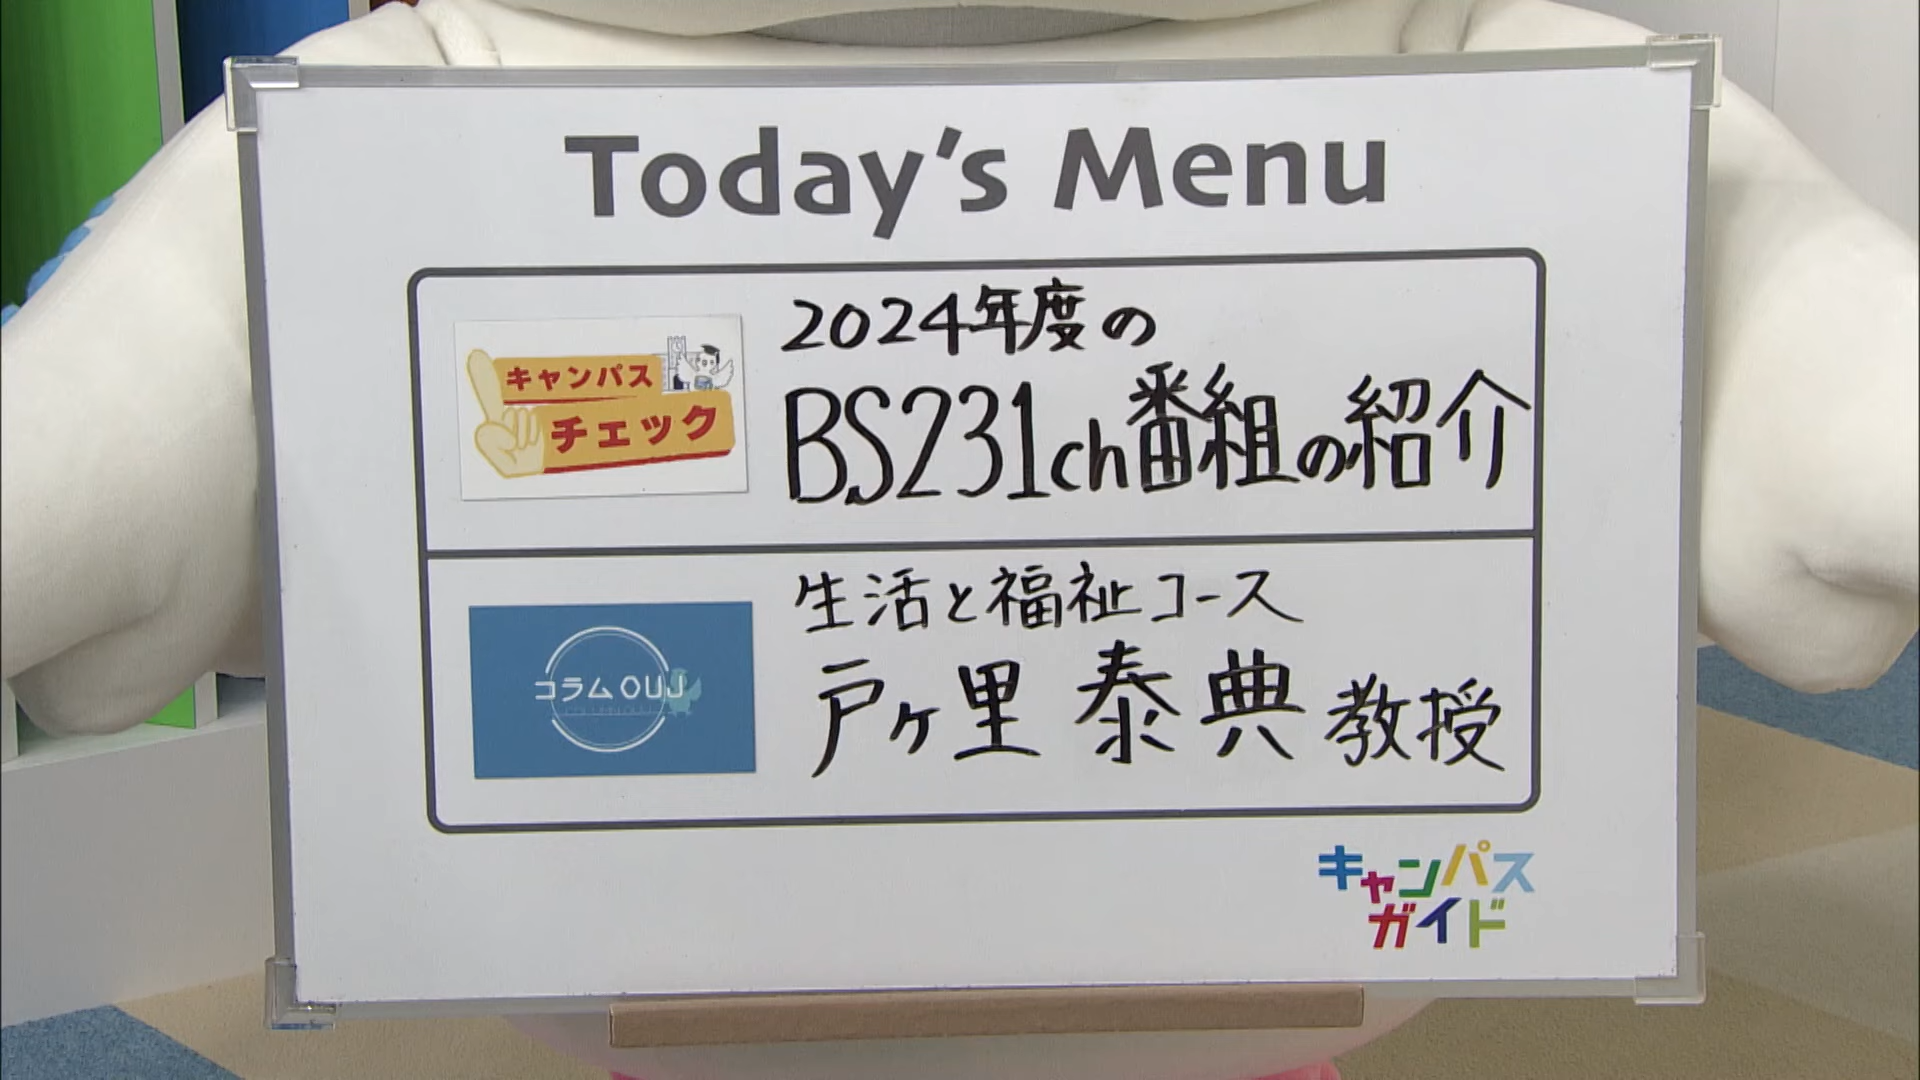 Today's Menu
キャンパス
チェック
2024年度の
BS231ch番組の紹介
コラムOUJ
生活と福祉コース
戸ヶ里 泰典 教授
キャンパス
ガイド